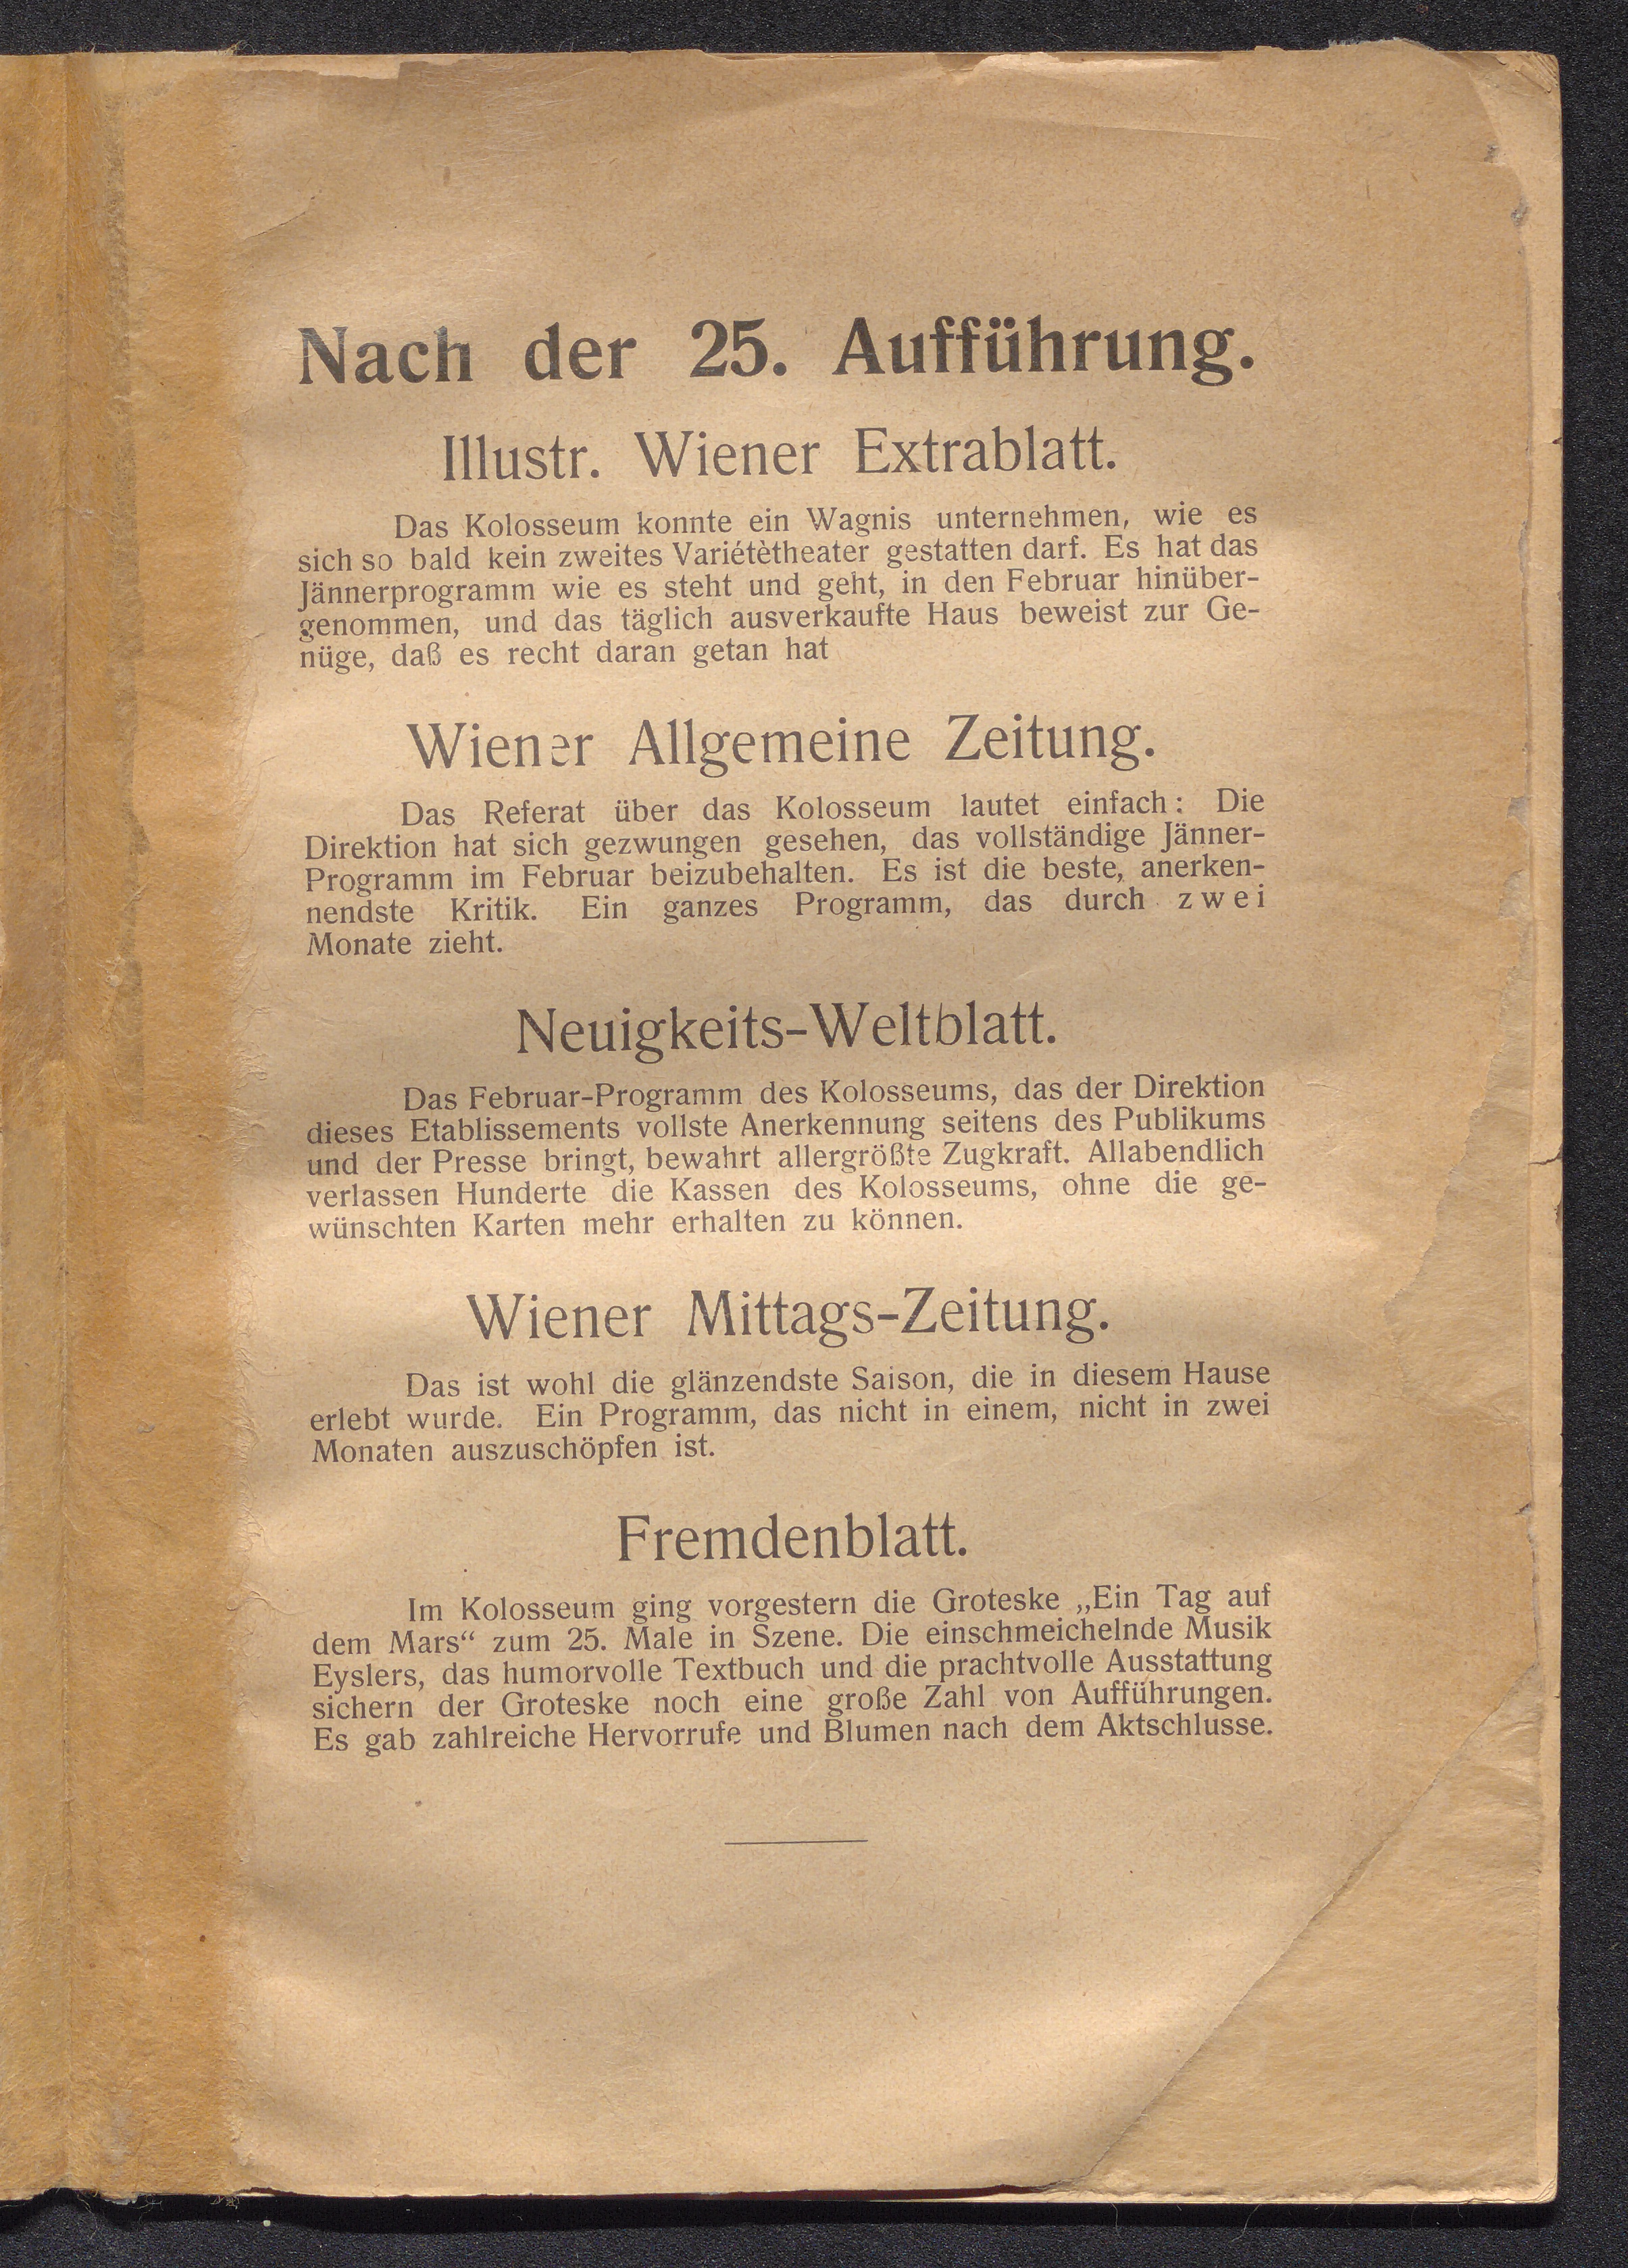 Nach der 25. Aufführung.
Illustr. Wiener Extrablatt.
Das Kolosseum konnte ein Wagnis unternehmen, wie es
sich so bald kein zweites Variétètheater gestatten darf. Es hat das
Jännerprogramm wie es steht und geht, in den Februar hinüber-
genommen, und das täglich ausverkaufte Haus beweist zur Ge-
nüge, daß es recht daran getan hat
Wiener Allgemeine Zeitung.
Das Referat über das Kolosseum lautet einfach: Die
Direktion hat sich gezwungen gesehen, das vollständige Jänner-
Programm im Februar beizubehalten. Es ist die beste, anerken-
nendste Kritik. Ein ganzes Programm, das durch zwei
Monate zieht.
Neuigkeits-Weltblatt.
Das Februar-Programm des Kolosseums, das der Direktion
dieses Etablissements vollste Anerkennung seitens des Publikums
und der Presse bringt, bewahrt allergrößte Zugkraft. Allabendlich
verlassen Hunderte die Kassen des Kolosseums, ohne die ge-
wünschten Karten mehr erhalten zu können.
Wiener Mittags-Zeitung.
Das ist wohl die glänzendste Saison, die in diesem Hause
erlebt wurde. Ein Programm, das nicht in einem, nicht in zwei
Monaten auszuschöpfen ist.
Fremdenblatt.
Im Kolosseum ging vorgestern die Groteske „Ein Tag auf
dem Mars“ zum 25. Male in Szene. Die einschmeichelnde Musik
Eyslers, das humorvolle Textbuch und die prachtvolle Ausstattung
sichern der Groteske noch eine große Zahl von Aufführungen.
Es gab zahlreiche Hervorrufe und Blumen nach dem Aktschlusse.